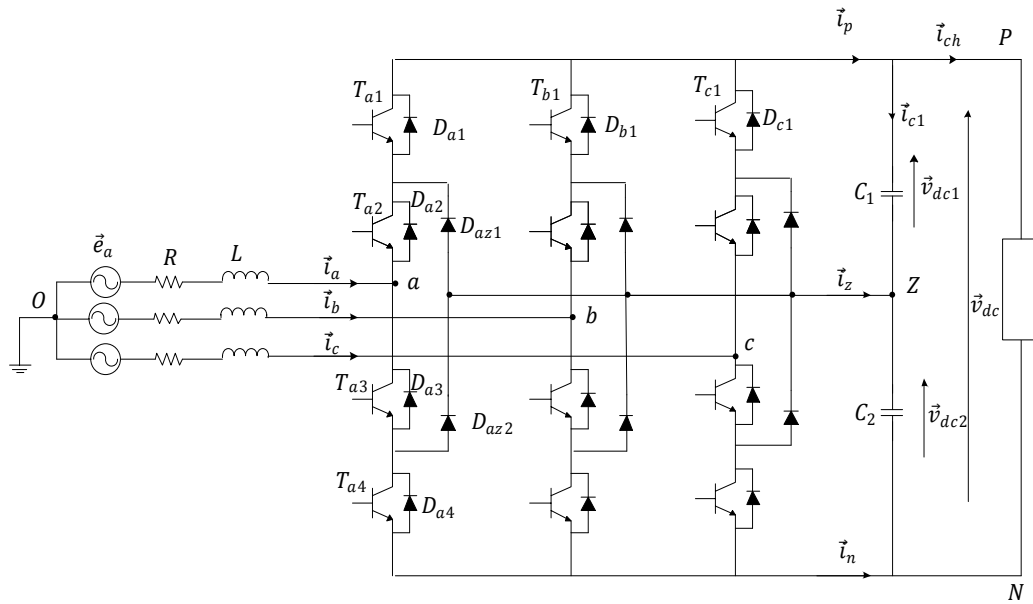 i⃗p
i⃗ch
P
Ta1
Da1
Tb1
Db1
Tc1
Dc1
i⃗c1
C1
v⃗dc1
Ta2
Da2
Daz1
e⃗a
R
L
i⃗a
a
i⃗z
Z
O
i⃗b
b
v⃗dc
i⃗c
c
Ta3
Da3
Daz2
C2
v⃗dc2
Ta4
Da4
i⃗n
N